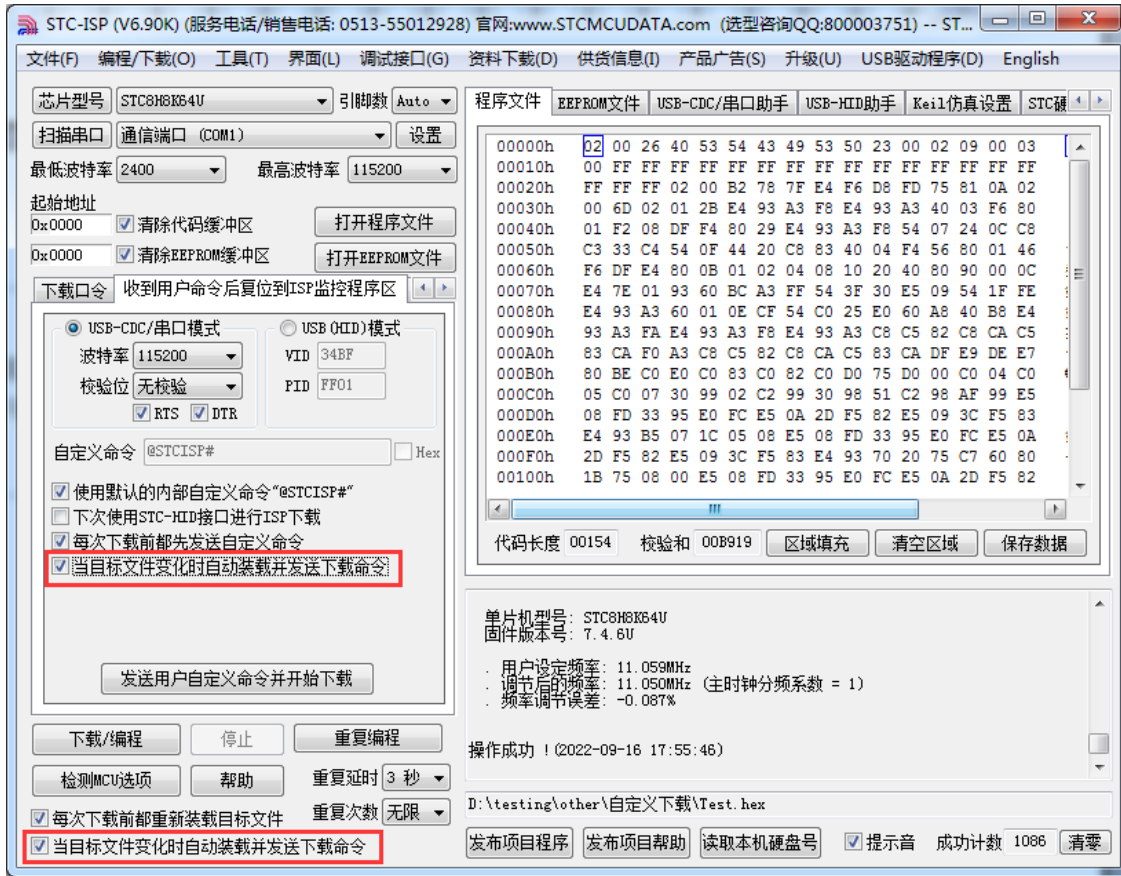 STC-ISP (V6.90K) (服务电话/销售电话: 0513-55012928) 官网:www.STCMCUDATA.com (选型咨询QQ:800003751) -- ST...
文件(F) 编程/下载(O) 工具(T) 界面(L) 调试接口(G) 资料下载(D) 供货信息(I) 产品广告(S) 升级(U) USB驱动程序(D) English
芯片型号 STC8H8K64U 引脚数 Auto
扫描串口 通信端口 (COM1) 设置
最低波特率 2400 最高波特率 115200
起始地址
0x0000 清除代码缓冲区 打开程序文件
0x0000 清除EEPROM缓冲区 打开EEPROM文件
下载口令 收到用户命令后复位到ISP监控程序区
USB-CDC/串口模式 USB(HID)模式
波特率 115200 VID 34BF
校验位 无校验 PID FF01
RTS DTR
自定义命令 @STCISP# Hex
使用默认的内部自定义命令"@STCISP#"
下次使用STC-HID接口进行ISP下载
每次下载前都先发送自定义命令
当目标文件变化时自动装载并发送下载命令
发送用户自定义命令并开始下载
下载/编程 停止 重复编程
检测MCU选项 帮助 重复延时 3 秒
每次下载前都重新装载目标文件 重复次数 无限
当目标文件变化时自动装载并发送下载命令
程序文件 EEPROM文件 USB-CDC/串口助手 USB-HID助手 Keil仿真设置 STC硬
00000h 02 00 26 40 53 54 43 49 53 50 23 00 02 09 00 03
00010h 00 FF FF FF FF FF FF FF FF FF FF FF FF FF FF FF
00020h FF FF FF 02 00 B2 78 7F E4 F6 D8 FD 75 81 0A 02
00030h 00 6D 02 01 2B E4 93 A3 F8 E4 93 A3 40 03 F6 80
00040h 01 F2 08 DF F4 80 29 E4 93 A3 F8 54 07 24 0C C8
00050h C3 33 C4 54 0F 44 20 C8 83 40 04 F4 56 80 01 46
00060h F6 DF E4 80 0B 01 02 04 08 10 20 40 80 90 00 0C
00070h E4 7E 01 93 60 BC A3 FF 54 3F 30 E5 09 54 1F FE
00080h E4 93 A3 60 01 0E CF 54 C0 25 E0 60 A8 40 B8 E4
00090h 93 A3 FA E4 93 A3 F8 E4 93 A3 C8 C5 82 C8 CA C5
000A0h 83 CA F0 A3 C8 C5 82 C8 CA C5 83 CA DF E9 DE E7
000B0h 80 BE C0 E0 C0 83 C0 82 C0 D0 75 D0 00 C0 04 C0
000C0h 05 C0 07 30 99 02 C2 99 30 98 51 C2 98 AF 99 E5
000D0h 08 FD 33 95 E0 FC E5 0A 2D F5 82 E5 09 3C F5 83
000E0h E4 93 B5 07 1C 05 08 E5 08 FD 33 95 E0 FC E5 0A
000F0h 2D F5 82 E5 09 3C F5 83 E4 93 70 20 75 C7 60 80
00100h 1B 75 08 00 E5 08 FD 33 95 E0 FC E5 0A 2D F5 82
代码长度 00154 校验和 00B919 区域填充 清空区域 保存数据
单片机型号: STC8H8K64U
固件版本号: 7.4.6U
. 用户设定频率: 11.059MHz
. 调节后的频率: 11.050MHz (主时钟分频系数 = 1)
. 频率调节误差: -0.087%
操作成功 !(2022-09-16 17:55:46)
D:\testing\other\自定义下载\Test.hex
发布项目程序 发布项目帮助 读取本机硬盘号 提示音 成功计数 1086 清零